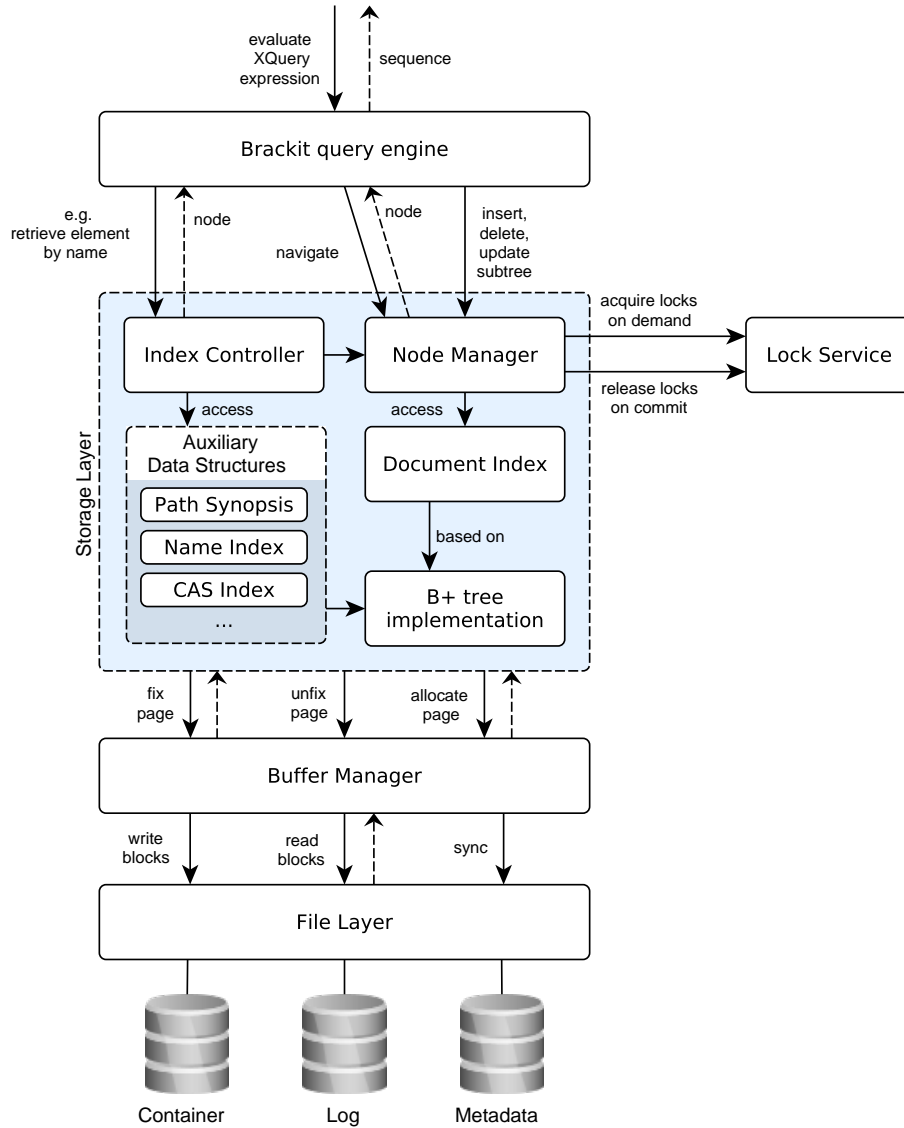 evaluate
XQuery
expression
sequence
Brackit query engine
e.g.
retrieve element
by name
node
navigate
node
insert,
delete,
update
subtree
acquire locks
on demand
Index Controller
Node Manager
Lock Service
release locks
on commit
access
access
Storage Layer
Auxiliary
Data Structures
Document Index
Path Synopsis
Name Index
based on
CAS Index
...
B+ tree
implementation
fix
page
unfix
page
allocate
page
Buffer Manager
write
blocks
read
blocks
sync
File Layer
Container
Log
Metadata